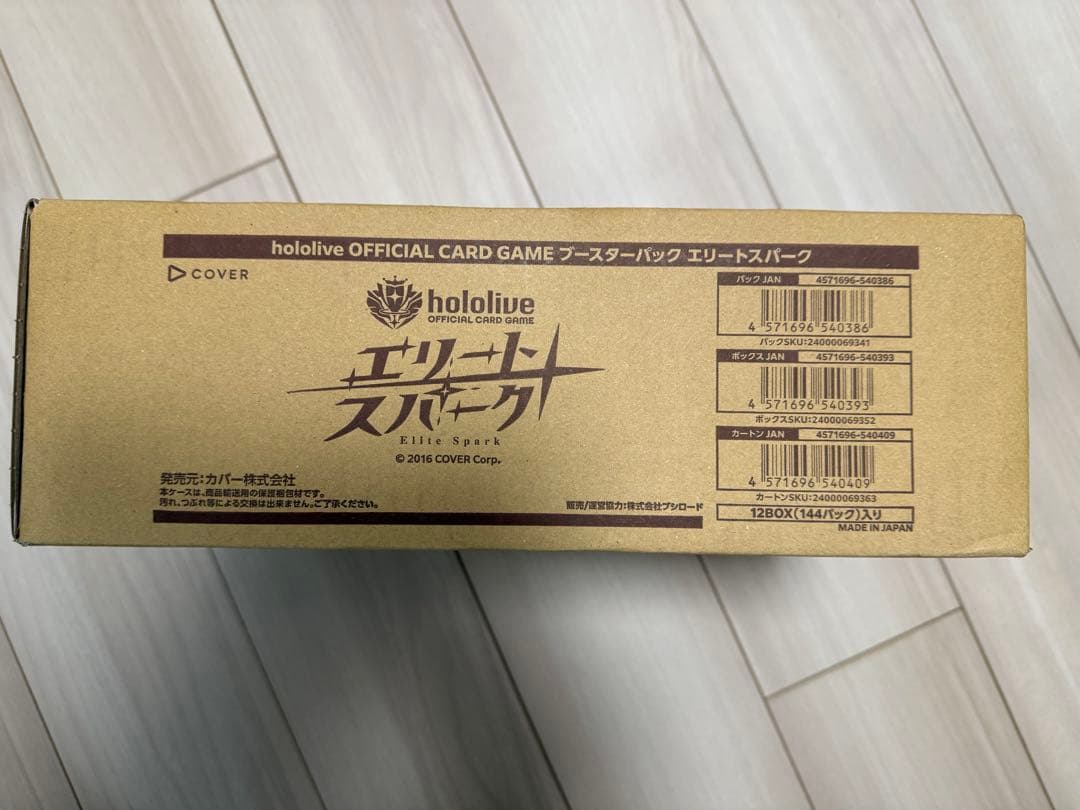 hololive OFFICIAL CARD GAME ブースターパック エリートスパーク
COVER
hololive
OFFICIAL CARD GAME
エリート
スパーク
Elite Spark
© 2016 COVER Corp.
発売元:カバー株式会社
本ケースは、商品輸送用の保護梱包材です。
汚れ、つぶれ等による交換は出来ません。ご了承ください。
販売/運営協力:株式会社ブシロード
パック JAN 4571696-540386
4 571696 540386
パックSKU:24000069341
ボックス JAN 4571696-540393
4 571696 540393
ボックスSKU:24000069352
カートン JAN 4571696-540409
4 571696 540409
カートンSKU:24000069363
12BOX(144パック)入り
MADE IN JAPAN